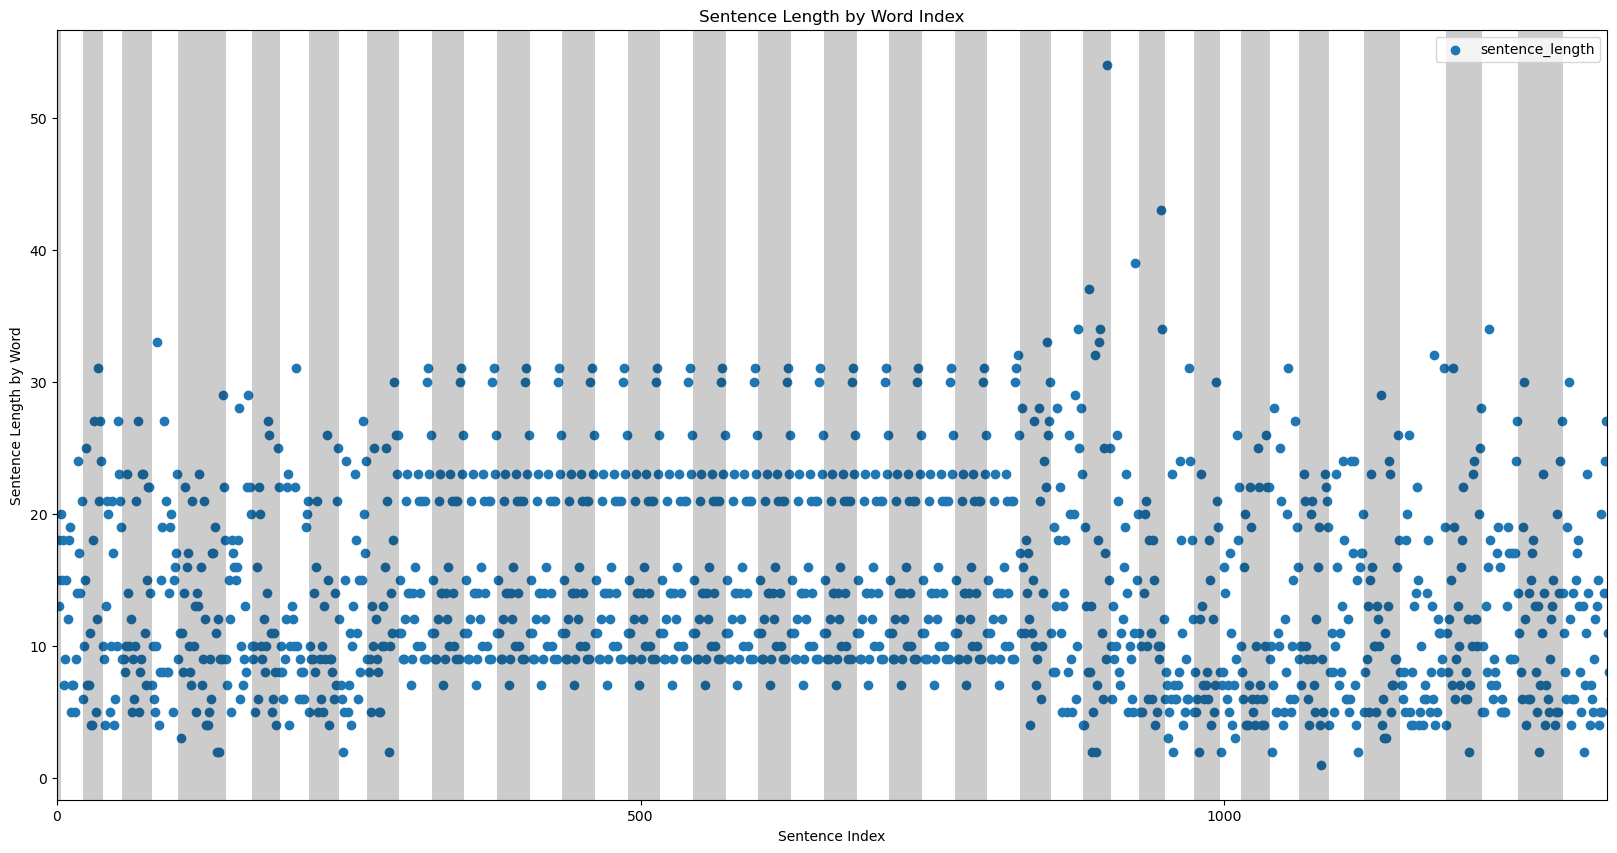 Sentence Length by Word Index
sentence_length
50
40
30
20
10
0
Sentence Length by Word
0
500
1000
Sentence Index